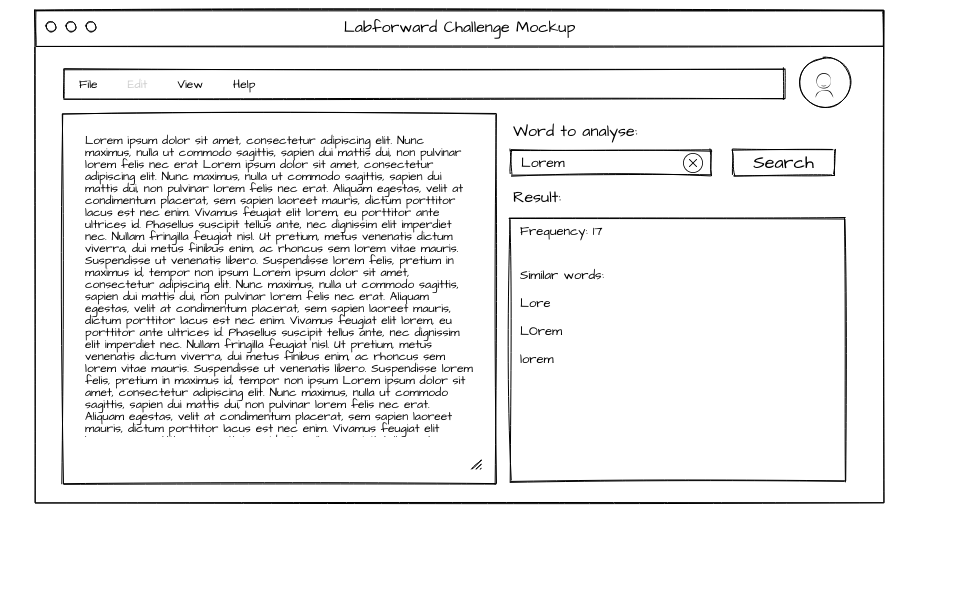 Labforward Challenge Mockup
File Edit View Help
Lorem ipsum dolor sit amet, consectetur adipiscing elit. Nunc
maximus, nulla ut commodo sagittis, sapien dui mattis dui, non pulvinar
lorem felis nec erat Lorem ipsum dolor sit amet, consectetur
adipiscing elit. Nunc maximus, nulla ut commodo sagittis, sapien dui
mattis dui, non pulvinar lorem felis nec erat. Aliquam egestas, velit at
condimentum placerat, sem sapien laoreet mauris, dictum porttitor
lacus est nec enim. Vivamus feugiat elit lorem, eu porttitor ante
ultrices id. Phasellus suscipit tellus ante, nec dignissim elit imperdiet
nec. Nullam fringilla feugiat nisl. Ut pretium, metus venenatis dictum
viverra, dui metus finibus enim, ac rhoncus sem lorem vitae mauris.
Suspendisse ut venenatis libero. Suspendisse lorem felis, pretium in
maximus id, tempor non ipsum Lorem ipsum dolor sit amet,
consectetur adipiscing elit. Nunc maximus, nulla ut commodo sagittis,
sapien dui mattis dui, non pulvinar lorem felis nec erat. Aliquam
egestas, velit at condimentum placerat, sem sapien laoreet mauris,
dictum porttitor lacus est nec enim. Vivamus feugiat elit lorem, eu
porttitor ante ultrices id. Phasellus suscipit tellus ante, nec dignissim
elit imperdiet nec. Nullam fringilla feugiat nisl. Ut pretium, metus
venenatis dictum viverra, dui metus finibus enim, ac rhoncus sem
lorem vitae mauris. Suspendisse ut venenatis libero. Suspendisse lorem
felis, pretium in maximus id, tempor non ipsum Lorem ipsum dolor sit
amet, consectetur adipiscing elit. Nunc maximus, nulla ut commodo
sagittis, sapien dui mattis dui, non pulvinar lorem felis nec erat.
Aliquam egestas, velit at condimentum placerat, sem sapien laoreet
mauris, dictum porttitor lacus est nec enim. Vivamus feugiat elit
Word to analyse:
Lorem
Search
Result:
Frequency: 17
Similar words:
Lore
LOrem
lorem